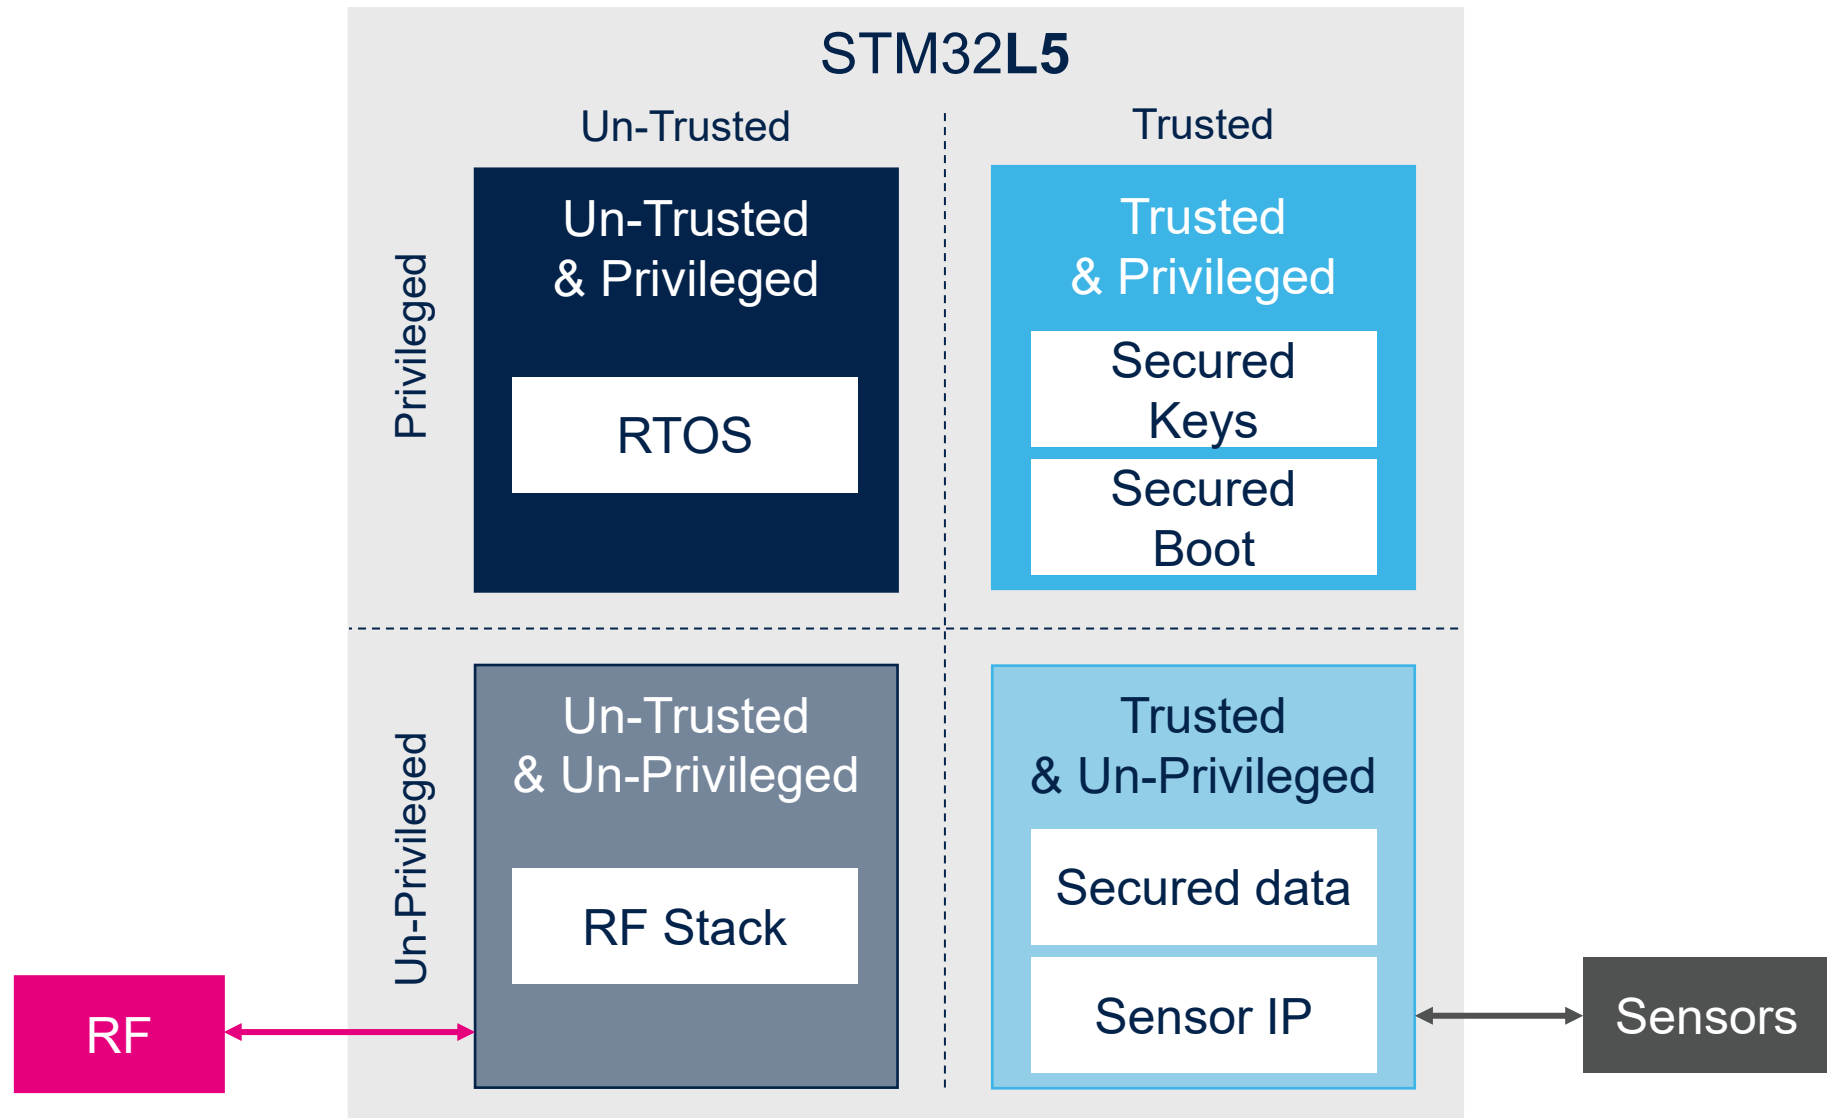 STM32L5
Un-Trusted
Trusted
Privileged
Un-Trusted
& Privileged
RTOS
Trusted
& Privileged
Secured
Keys
Secured
Boot
Un-Privileged
Un-Trusted
& Un-Privileged
RF Stack
Trusted
& Un-Privileged
Secured data
Sensor IP
RF
Sensors